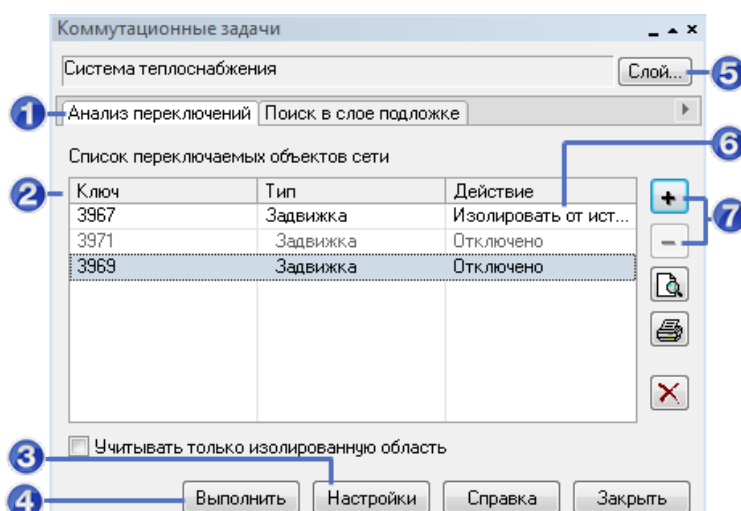 Коммутационные задачи
Система теплоснабжения
Слой...
5
1
Анализ переключений
Поиск в слое подложке
Список переключаемых объектов сети
6
2
Ключ Тип Действие
3967 Задвижка Изолировать от ист...
7
3971 Задвижка Отключено
3969 Задвижка Отключено
Учитывать только изолированную область
3
4
Выполнить Настройки Справка Закрыть